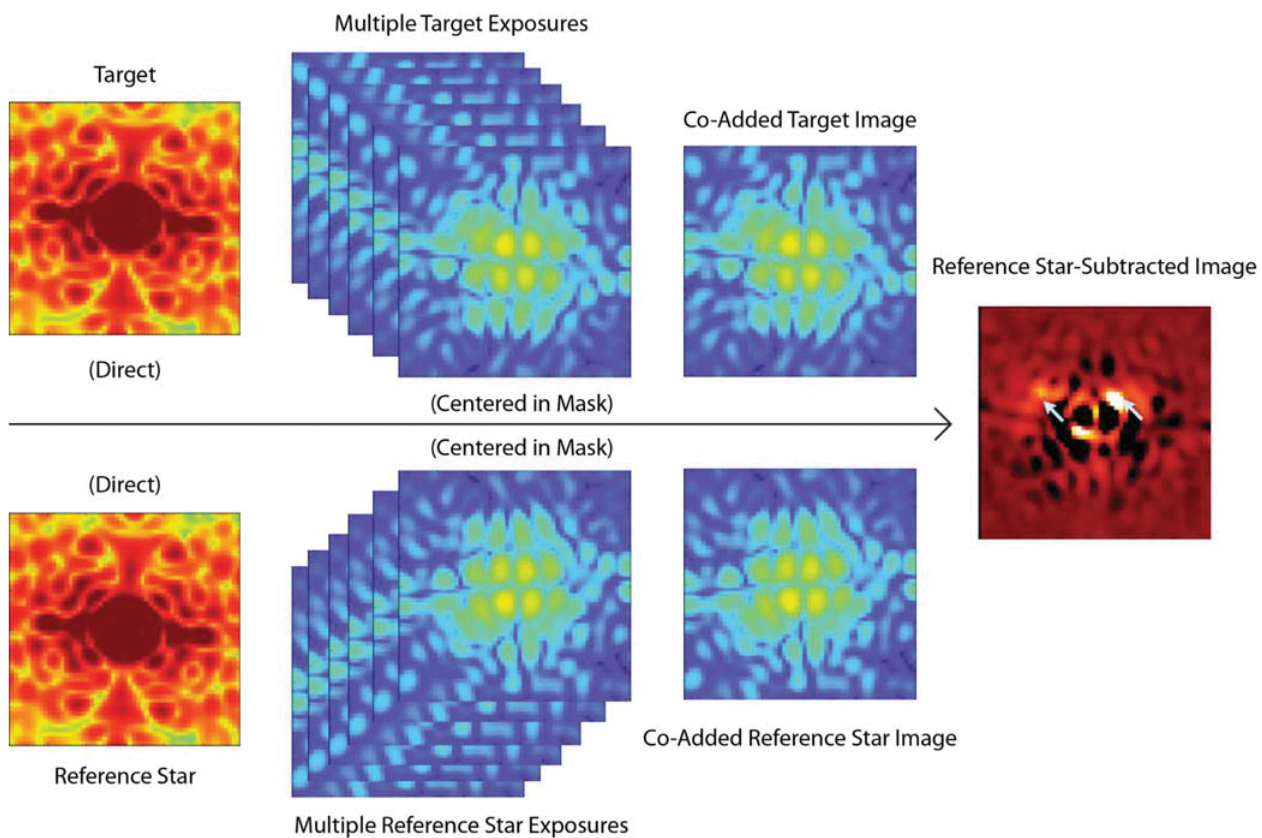 Multiple Target Exposures
Target
Co-Added Target Image
Reference Star-Subtracted Image
(Direct)
(Centered in Mask)
(Centered in Mask)
(Direct)
Co-Added Reference Star Image
Reference Star
Multiple Reference Star Exposures